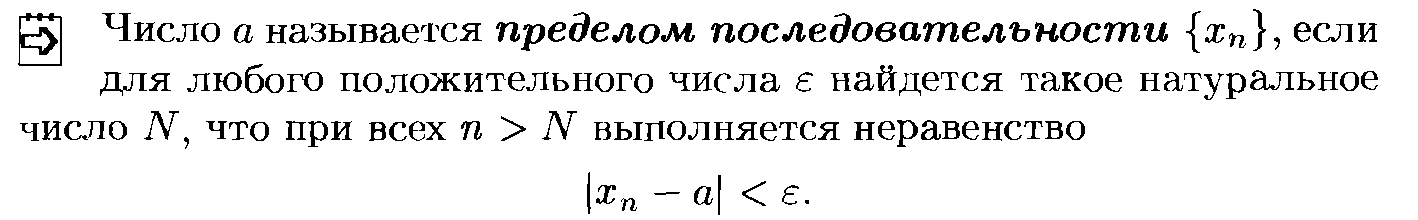 Число a называется пределом последовательности {xₙ}, если
для любого положительного числа ε найдется такое натуральное
число N, что при всех n > N выполняется неравенство
|xₙ − a| < ε.